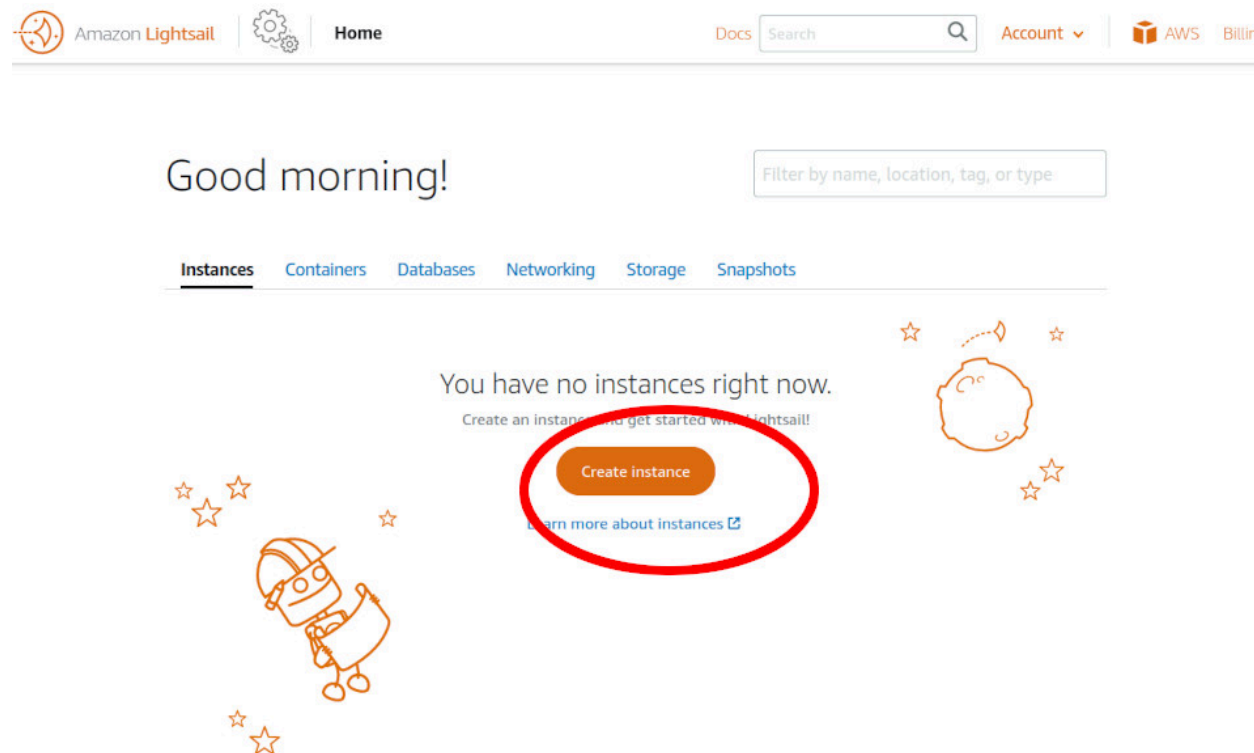 Amazon Lightsail Home Docs Search Account AWS Billin
Good morning!
Filter by name, location, tag, or type
Instances Containers Databases Networking Storage Snapshots
You have no instances right now.
Create an instance and get started with Lightsail!
Create instance
Learn more about instances